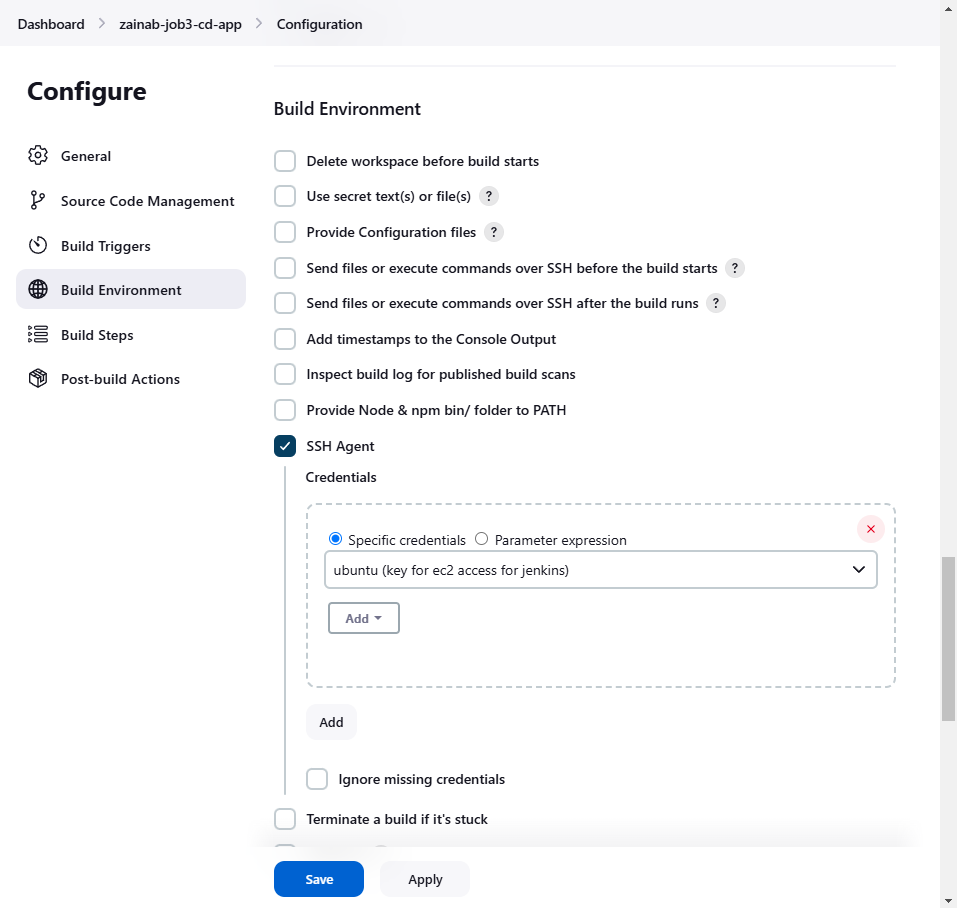 Dashboard > zainab-job3-cd-app > Configuration
Configure
General
Source Code Management
Build Triggers
Build Environment
Build Steps
Post-build Actions
Build Environment
Delete workspace before build starts
Use secret text(s) or file(s) ?
Provide Configuration files ?
Send files or execute commands over SSH before the build starts ?
Send files or execute commands over SSH after the build runs ?
Add timestamps to the Console Output
Inspect build log for published build scans
Provide Node & npm bin/ folder to PATH
SSH Agent
Credentials
Specific credentials Parameter expression
ubuntu (key for ec2 access for jenkins)
Add
Add
Ignore missing credentials
Terminate a build if it's stuck
Save Apply